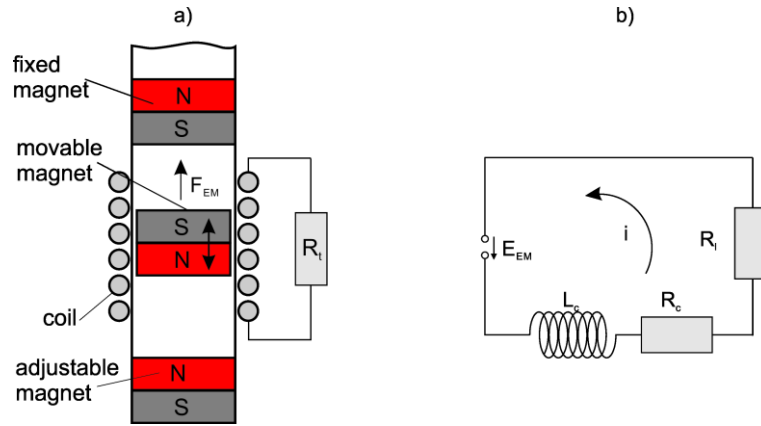 a)
fixed
magnet
N
S
movable
magnet
F_EM
S
N
R_t
coil
adjustable
magnet
N
S
b)
E_EM
i
R_l
L_c
R_c